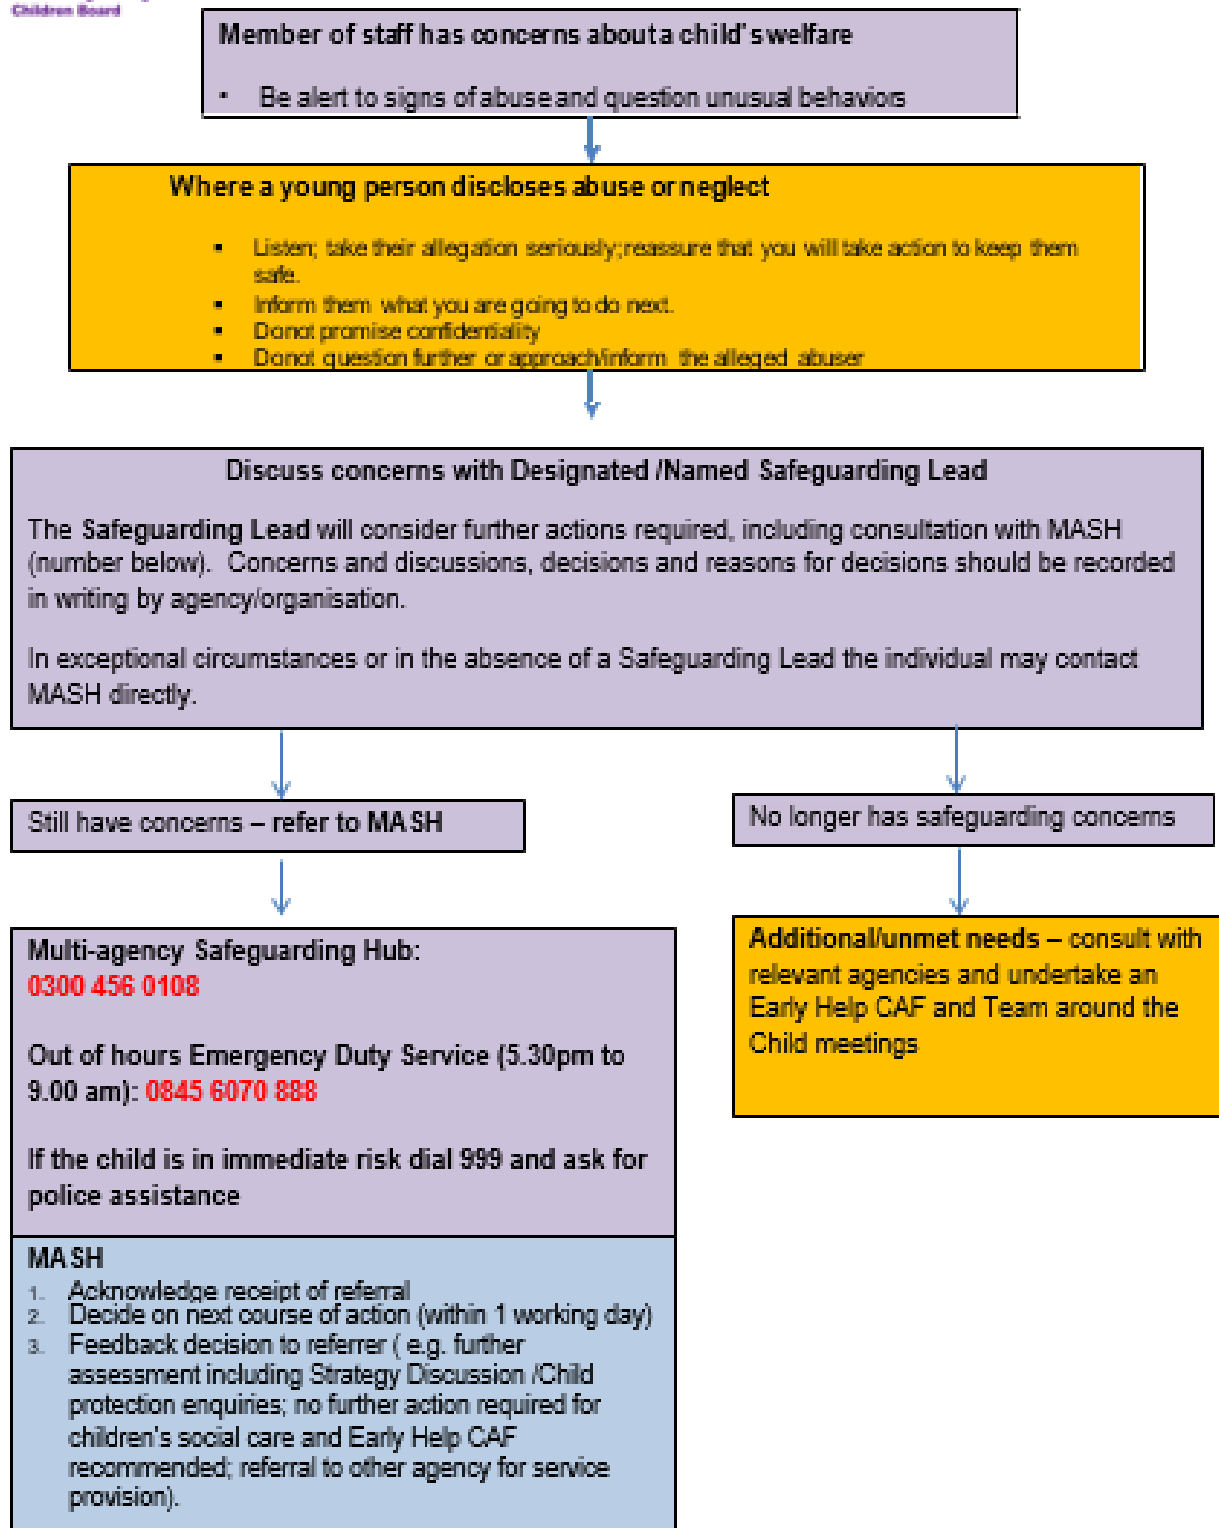 Children Board
Member of staff has concerns about a child's welfare
▪ Be alert to signs of abuse and question unusual behaviors
Where a young person discloses abuse or neglect
▪ Listen; take their allegation seriously; reassure that you will take action to keep them
safe.
▪ Inform them what you are going to do next.
▪ Do not promise confidentiality
▪ Do not question further or approach/inform the alleged abuser
Discuss concerns with Designated /Named Safeguarding Lead
The Safeguarding Lead will consider further actions required, including consultation with MASH
(number below). Concerns and discussions, decisions and reasons for decisions should be recorded
in writing by agency/organisation.
In exceptional circumstances or in the absence of a Safeguarding Lead the individual may contact
MASH directly.
Still have concerns – refer to MASH
No longer has safeguarding concerns
Multi-agency Safeguarding Hub:
0300 456 0108
Out of hours Emergency Duty Service (5.30pm to
9.00 am): 0845 6070 888
If the child is in immediate risk dial 999 and ask for
police assistance
Additional/unmet needs – consult with
relevant agencies and undertake an
Early Help CAF and Team around the
Child meetings
MASH
1. Acknowledge receipt of referral
2. Decide on next course of action (within 1 working day)
3. Feedback decision to referrer ( e.g. further
assessment including Strategy Discussion /Child
protection enquiries; no further action required for
children's social care and Early Help CAF
recommended; referral to other agency for service
provision).